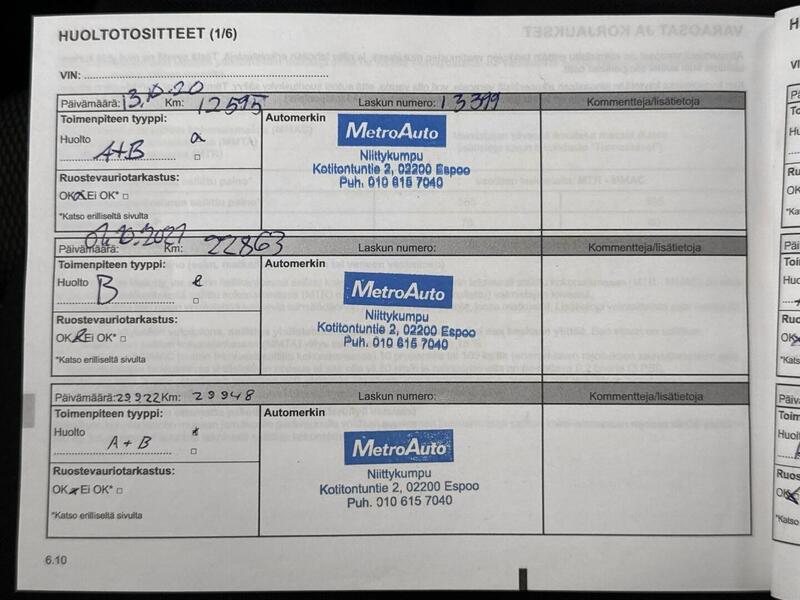 HUOLTOTOSITTEET (1/6)
VIN:
Päivämäärä: 13.10.20 Km: 12595 Laskun numero: 13399 Kommentteja/lisätietoja
Toimenpiteen tyyppi: Automerkin
Huolto
A+B
MetroAuto
Niittykumpu
Kotitontuntie 2, 02200 Espoo
Puh. 010 615 7040
Ruostevauriotarkastus:
OK Ei OK*
*Katso erilliseltä sivulta
Päivämäärä: .10.2021 Km: 22863 Laskun numero: Kommentteja/lisätietoja
Toimenpiteen tyyppi: Automerkin
Huolto
B
MetroAuto
Niittykumpu
Kotitontuntie 2, 02200 Espoo
Puh. 010 615 7040
Ruostevauriotarkastus:
OK Ei OK*
*Katso erilliseltä sivulta
Päivämäärä: 29922 Km: 29948 Laskun numero: Kommentteja/lisätietoja
Toimenpiteen tyyppi: Automerkin
Huolto
A+B
MetroAuto
Niittykumpu
Kotitontuntie 2, 02200 Espoo
Puh. 010 615 7040
Ruostevauriotarkastus:
OK Ei OK*
*Katso erilliseltä sivulta
6.10